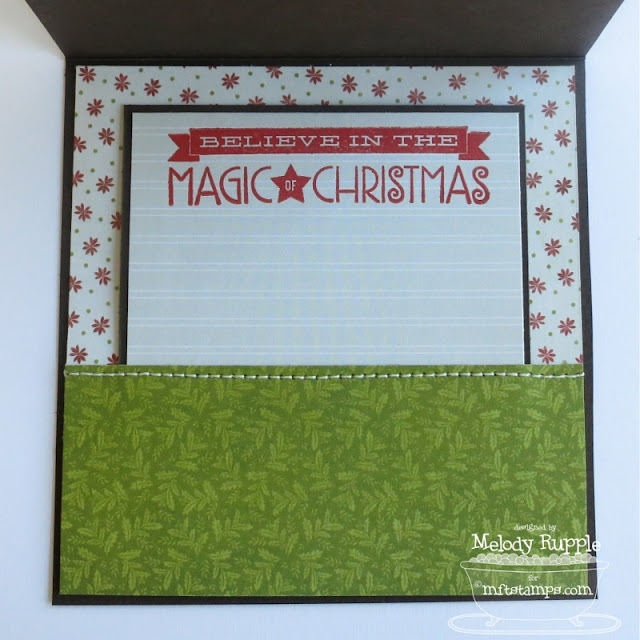 BELIEVE IN THE
MAGIC OF CHRISTMAS
designed by
Melody Rupple
for
©mftstamps.com